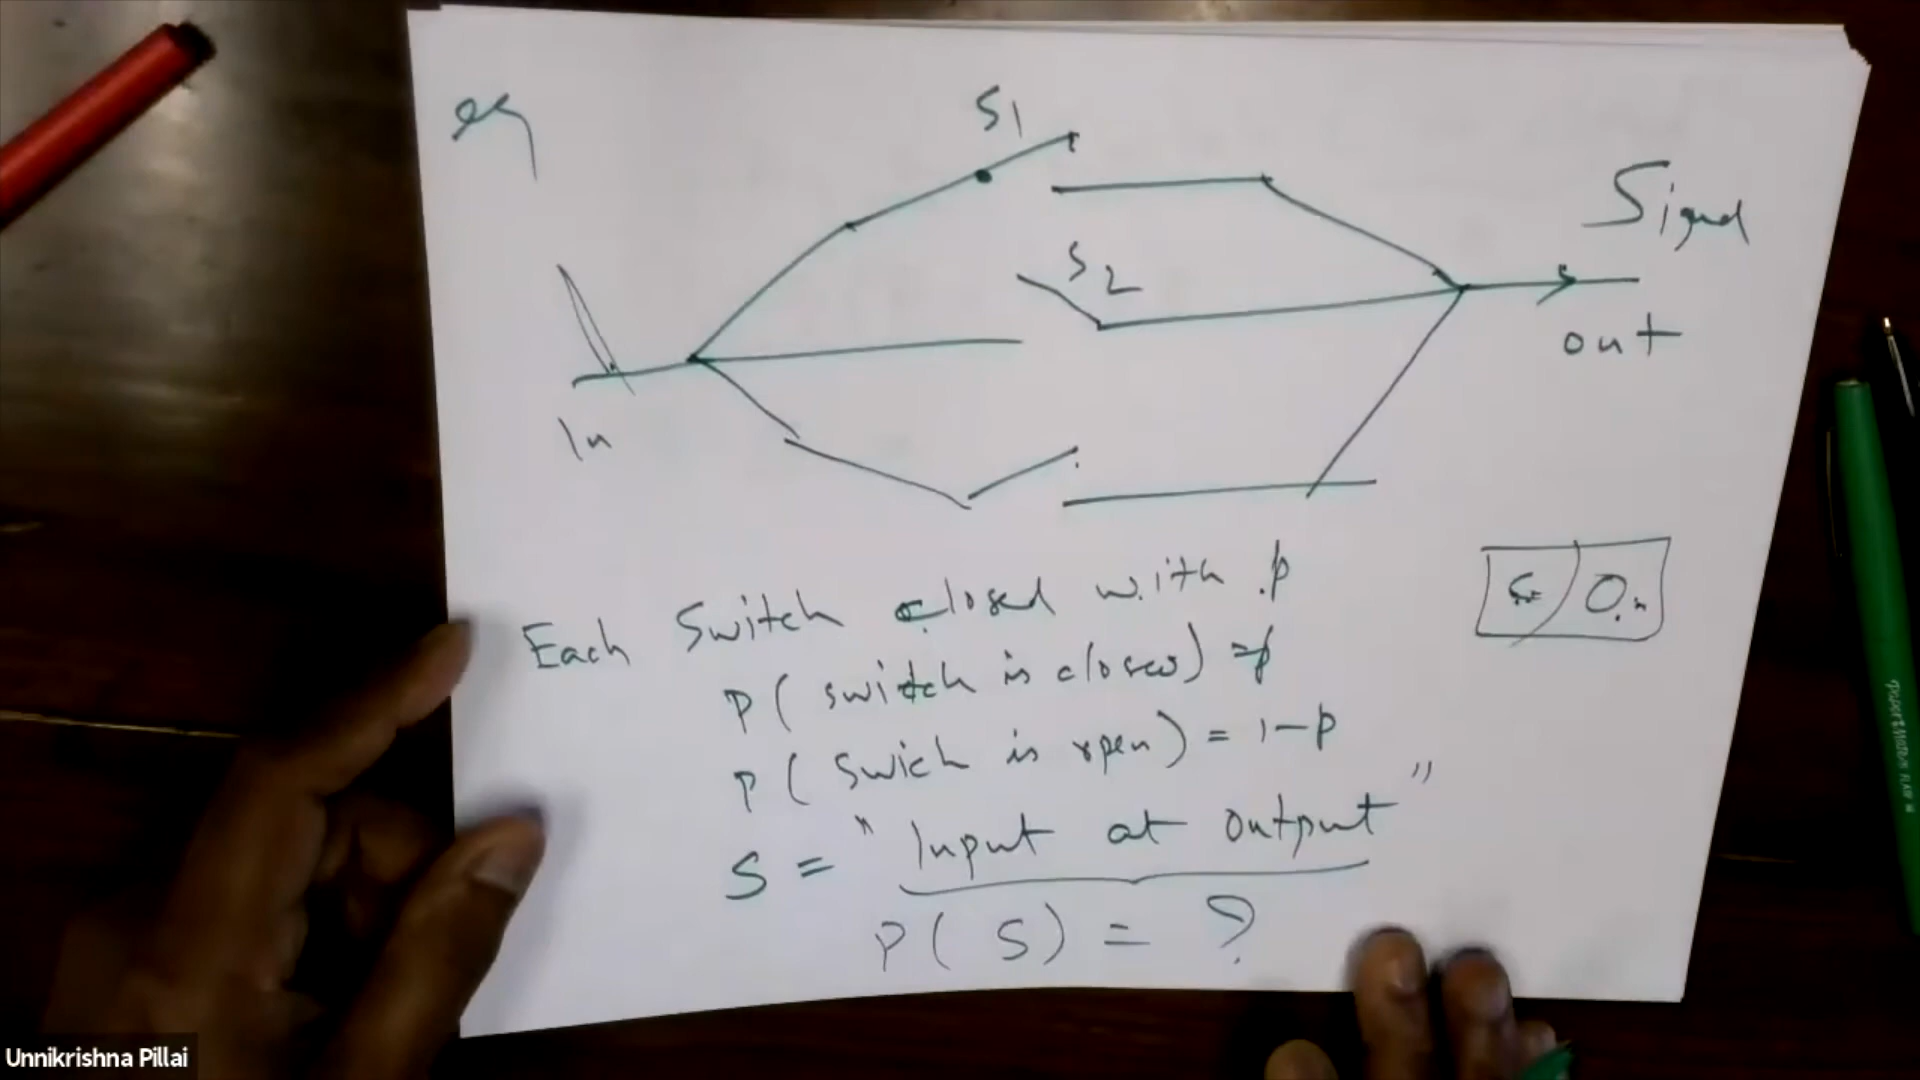 eg
S1
Signal
S2
out
In
Each Switch closed with p
P( switch is closed) = p
P( Swich is open) = 1-p
S = "Input at output"
P( S) = ?
Unnikrishna Pillai